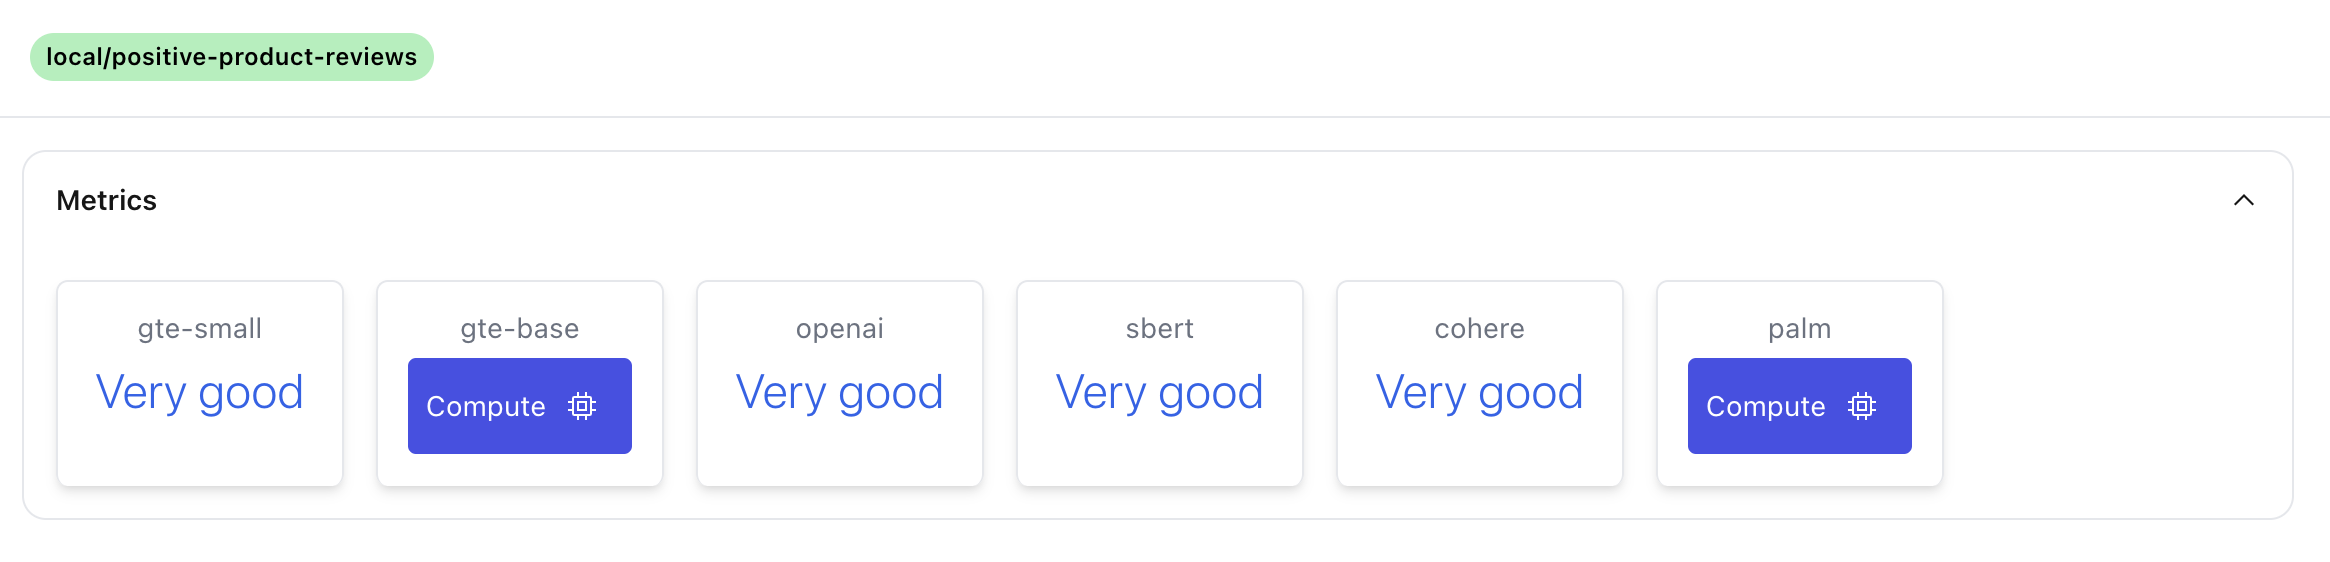 local/positive-product-reviews
Metrics
gte-small
Very good
gte-base
Compute
openai
Very good
sbert
Very good
cohere
Very good
palm
Compute